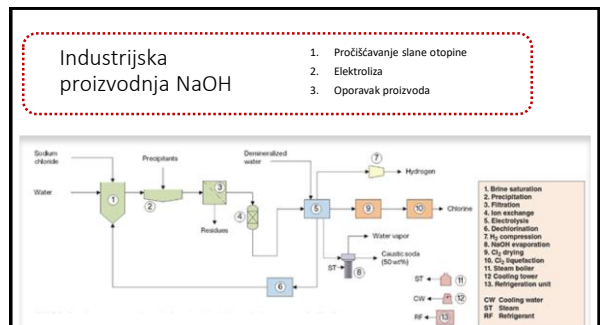 Industrijska
proizvodnja NaOH
1. Pročišćavanje slane otopine
2. Elektroliza
3. Oporavak proizvoda
Sodium
chloride
Precipitants
Demineralized
water
7
Hydrogen
Water
1
2
3
4
5
9
10
Chlorine
Residues
Water vapor
Caustic soda
(50 wt%)
ST
8
6
ST
11
CW
12
RF
13
1. Brine saturation
2. Precipitation
3. Filtration
4. Ion exchange
5. Electrolysis
6. Dechlorination
7. H₂ compression
8. NaOH evaporation
9. Cl₂ drying
10. Cl₂ liquefaction
11. Steam boiler
12 Cooling tower
13. Refrigeration unit
CW Cooling water
ST Steam
RF Refrigerant